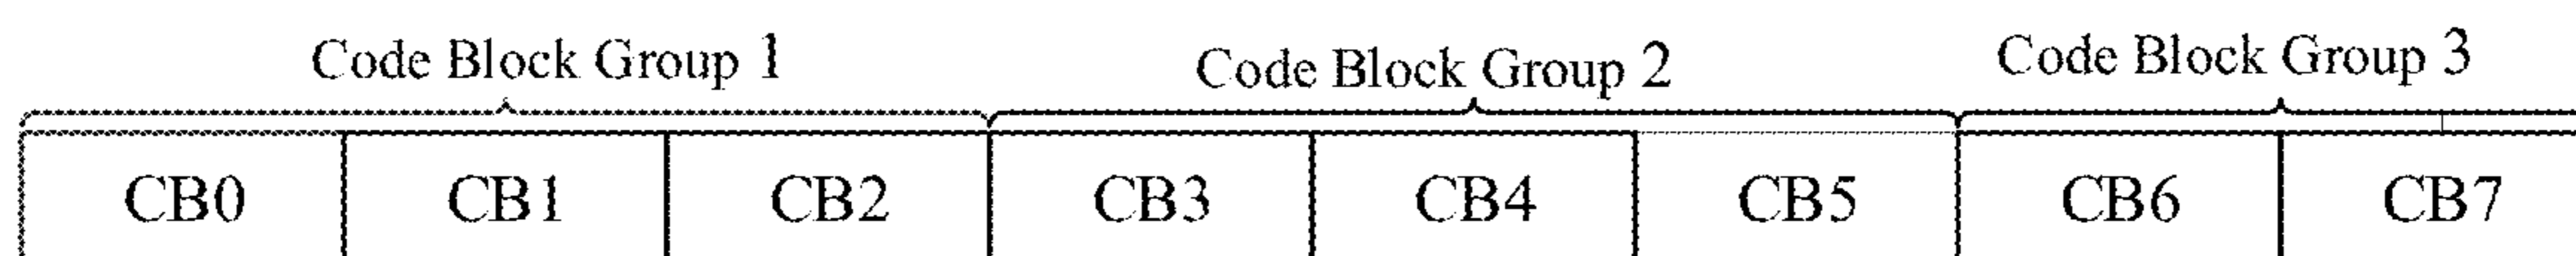 Code Block Group 1 Code Block Group 2 Code Block Group 3
CB0 CB1 CB2 CB3 CB4 CB5 CB6 CB7